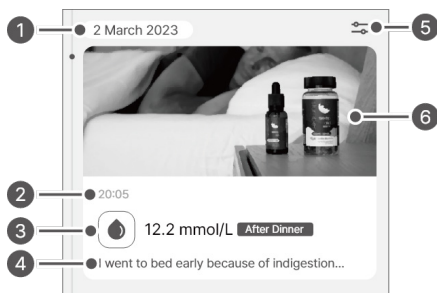 1 2 March 2023 5
6
2 20:05
3 12.2 mmol/L After Dinner
4 I went to bed early because of indigestion...